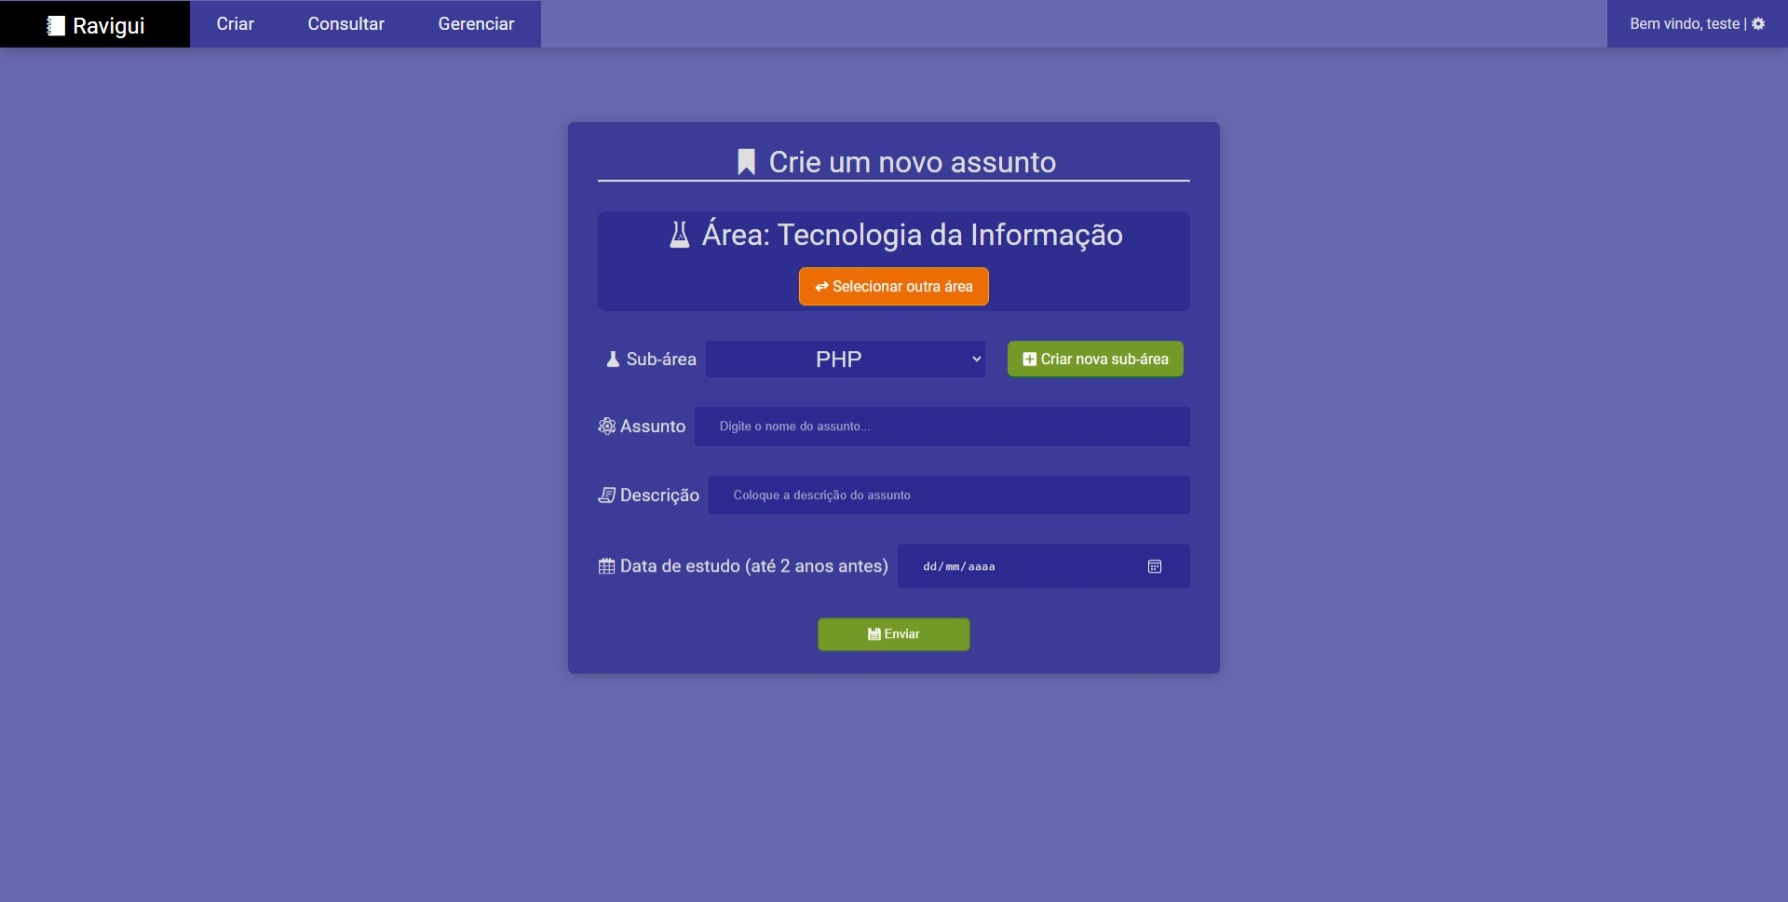 Ravigui
Criar
Consultar
Gerenciar
Bem vindo, teste |
Crie um novo assunto
Área: Tecnologia da Informação
Selecionar outra área
Sub-área
PHP
Criar nova sub-área
Assunto
Digite o nome do assunto...
Descrição
Coloque a descrição do assunto
Data de estudo (até 2 anos antes)
dd/mm/aaaa
Enviar